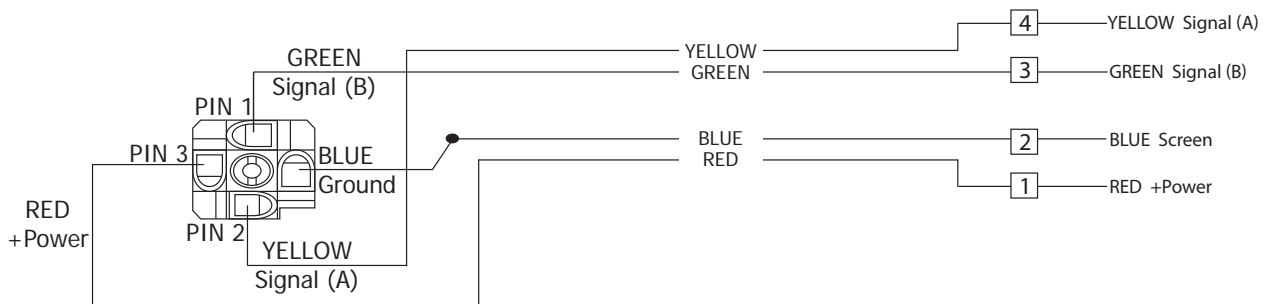 4 YELLOW Signal (A)
YELLOW
GREEN
Signal (B)
GREEN
3 GREEN Signal (B)
PIN 1
BLUE
2 BLUE Screen
PIN 3
BLUE
Ground
RED
1 RED +Power
RED
+Power
PIN 2
YELLOW
Signal (A)